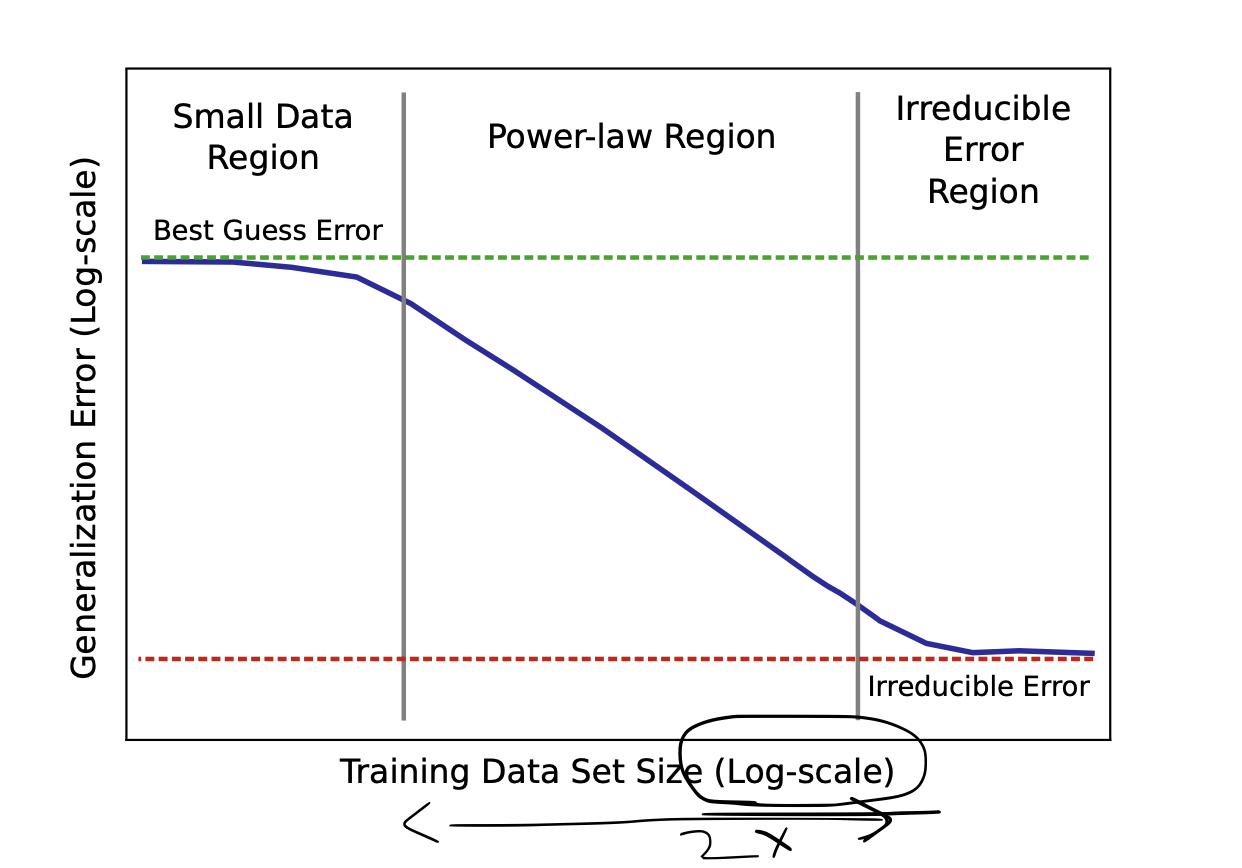 Small Data
Region
Power-law Region
Irreducible
Error
Region
Best Guess Error
Generalization Error (Log-scale)
Irreducible Error
Training Data Set Size (Log-scale)
2x